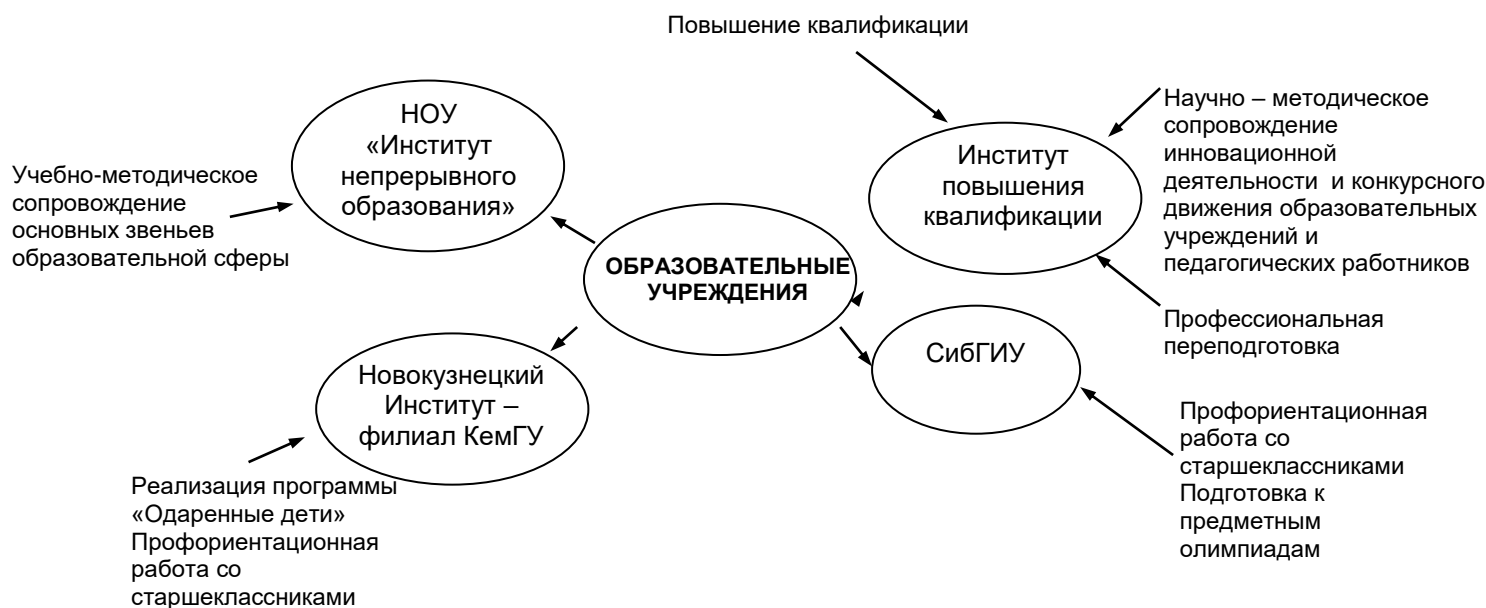 Повышение квалификации
НОУ
«Институт
непрерывного
образования»
Учебно-методическое
сопровождение
основных звеньев
образовательной сферы
Институт
повышения
квалификации
Научно – методическое
сопровождение
инновационной
деятельности и конкурсного
движения образовательных
учреждений и
педагогических работников
ОБРАЗОВАТЕЛЬНЫЕ
УЧРЕЖДЕНИЯ
Профессиональная
переподготовка
Новокузнецкий
Институт –
филиал КемГУ
СибГИУ
Реализация программы
«Одаренные дети»
Профориентационная
работа со
старшеклассниками
Профориентационная
работа со
старшеклассниками
Подготовка к
предметным
олимпиадам